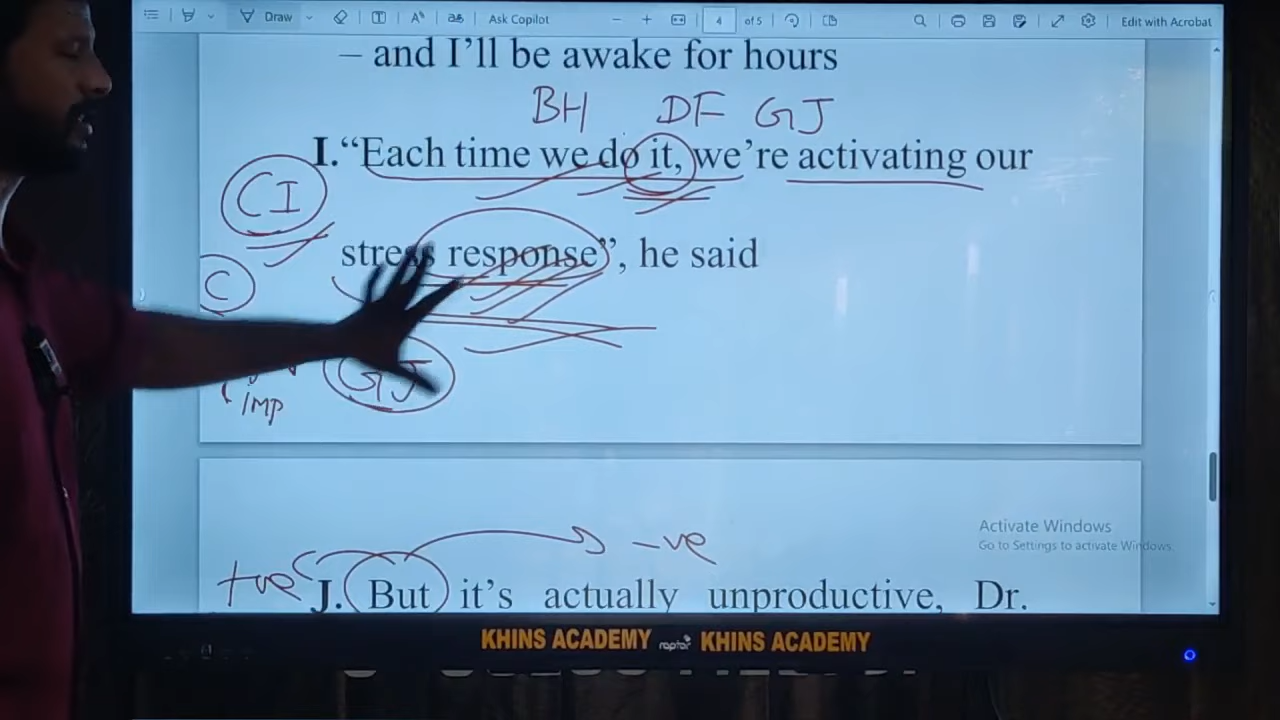 Draw
Ask Copilot
4 of 5
Edit with Acrobat
– and I'll be awake for hours
BH DF GJ
I.“Each time we do it, we're activating our
CI
stress response”, he said
C
GJ
IMP
Activate Windows
Go to Settings to activate Windows.
-ve
+ve
J. But it's actually unproductive, Dr.
KHINS ACADEMY raptor KHINS ACADEMY